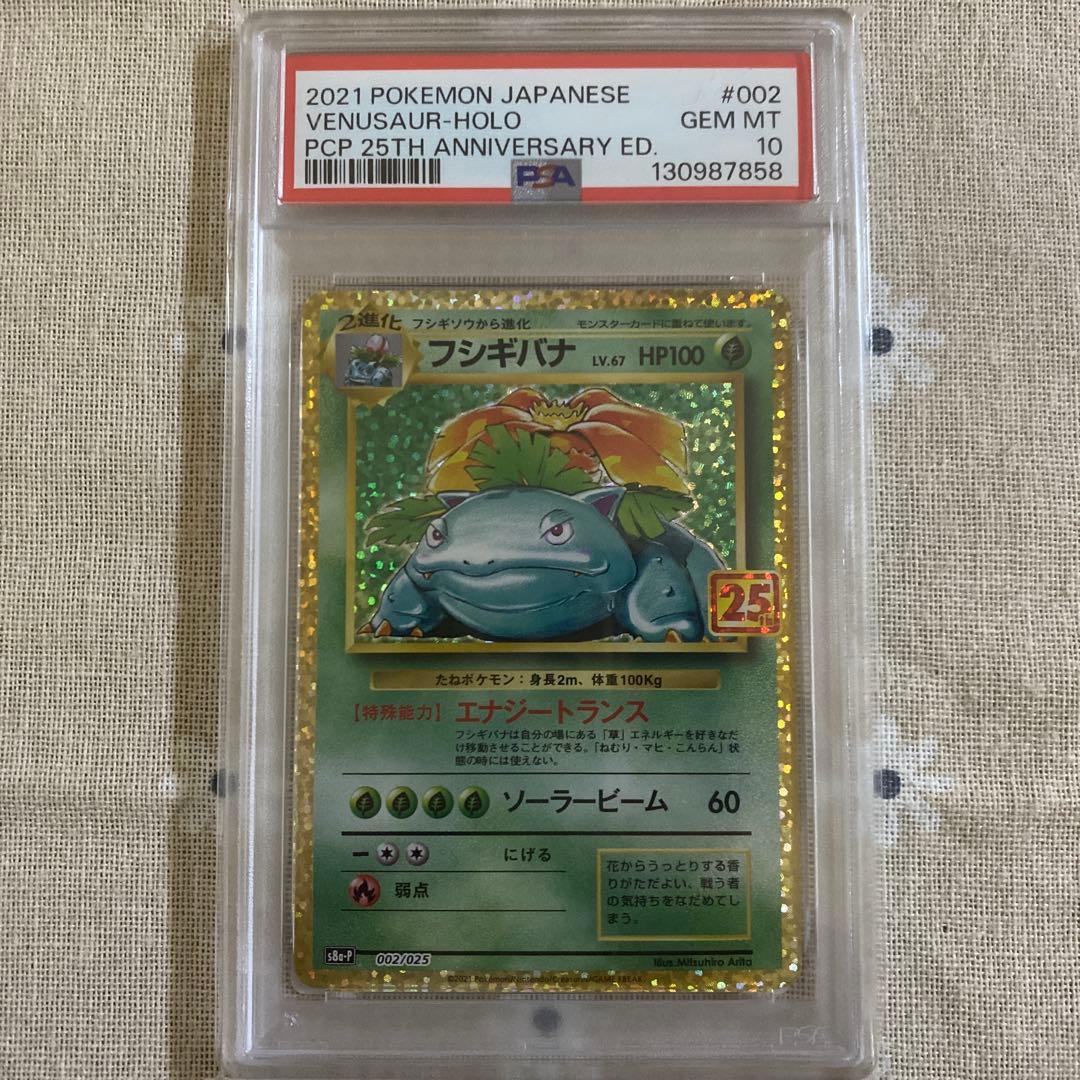 2021 POKEMON JAPANESE #002
VENUSAUR-HOLO GEM MT
PCP 25TH ANNIVERSARY ED. 10
PSA 130987858
2進化 フシギソウから進化 モンスターカードに重ねて使います。
フシギバナ LV.67 HP100
25TH
たねポケモン：身長2m、体重100Kg
【特殊能力】エナジートランス
フシギバナは自分の場にある「草」エネルギーを好きなだ
け移動させることができる。「ねむり・マヒ・こんらん」状
態の時には使えない。
ソーラービーム 60
ー にげる
弱点
花からうっとりする香
りがただよい、戦う者
の気持ちをなだめてし
まう。
s8a-P 002/025
Illus. Mitsuhiro Arita
©2021 Pokémon/Nintendo/Creatures/GAME FREAK
PSA